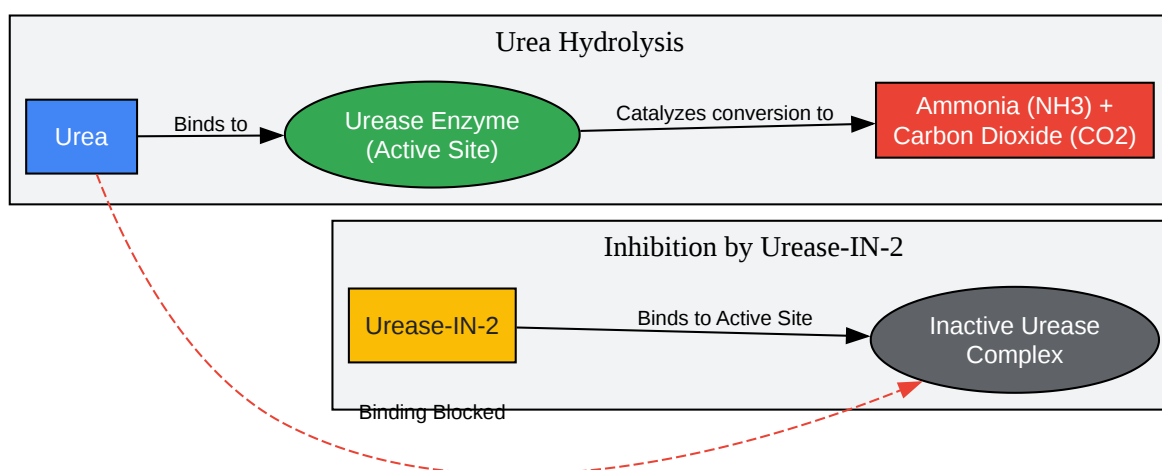 Urea Hydrolysis
Urea
Binds to
Urease Enzyme
(Active Site)
Catalyzes conversion to
Ammonia (NH3) +
Carbon Dioxide (CO2)
Inhibition by Urease-IN-2
Urease-IN-2
Binds to Active Site
Inactive Urease
Complex
Binding Blocked